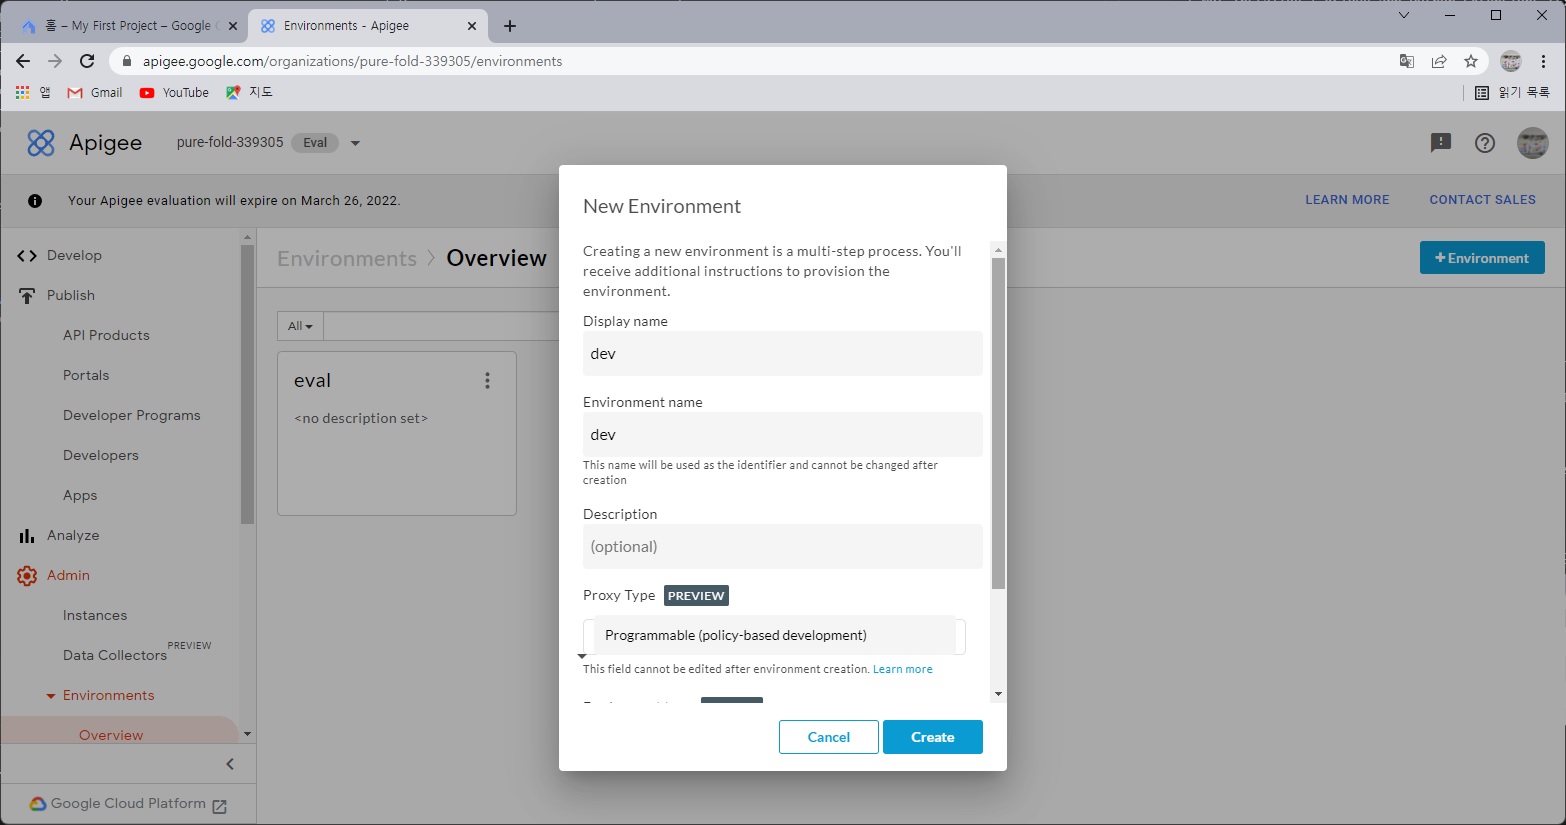 홈 – My First Project – Google C
Environments - Apigee
apigee.google.com/organizations/pure-fold-339305/environments
앱
Gmail
YouTube
지도
읽기 목록
Apigee
pure-fold-339305
Eval
Your Apigee evaluation will expire on March 26, 2022.
LEARN MORE
CONTACT SALES
Develop
Publish
API Products
Portals
Developer Programs
Developers
Apps
Analyze
Admin
Instances
Data Collectors PREVIEW
Environments
Overview
Google Cloud Platform
Environments
Overview
+Environment
All
eval
<no description set>
New Environment
Creating a new environment is a multi-step process. You'll
receive additional instructions to provision the
environment.
Display name
dev
Environment name
dev
This name will be used as the identifier and cannot be changed after
creation
Description
(optional)
Proxy Type PREVIEW
Programmable (policy-based development)
This field cannot be edited after environment creation. Learn more
Cancel
Create